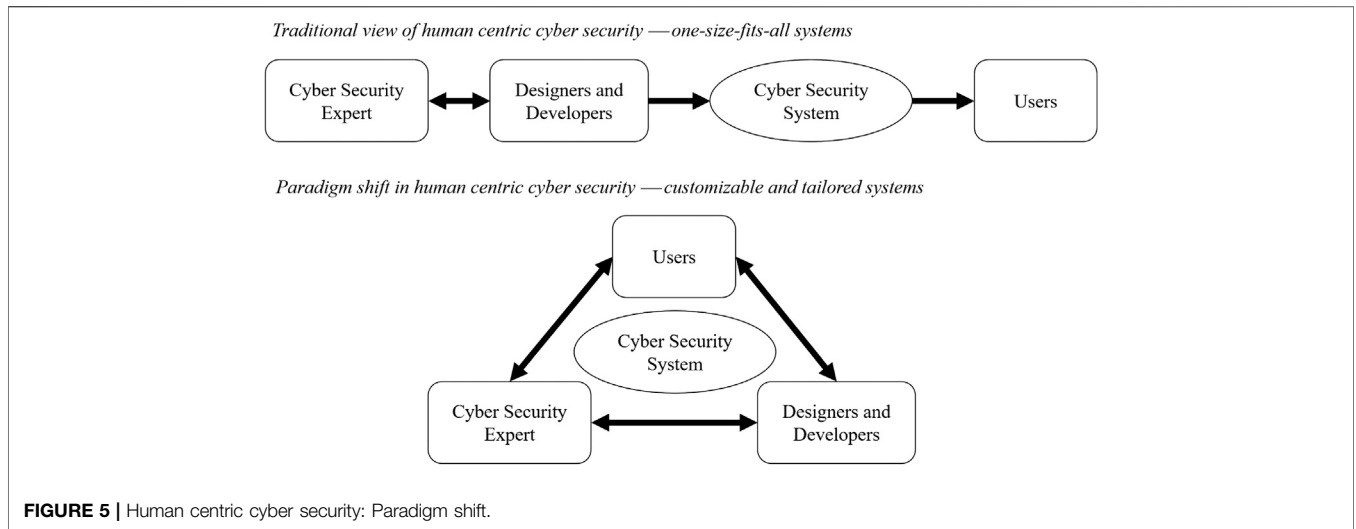 Traditional view of human centric cyber security — one-size-fits-all systems
Cyber Security
Expert
Designers and
Developers
Cyber Security
System
Users
Paradigm shift in human centric cyber security — customizable and tailored systems
Users
Cyber Security
System
Cyber Security
Expert
Designers and
Developers
FIGURE 5 | Human centric cyber security: Paradigm shift.